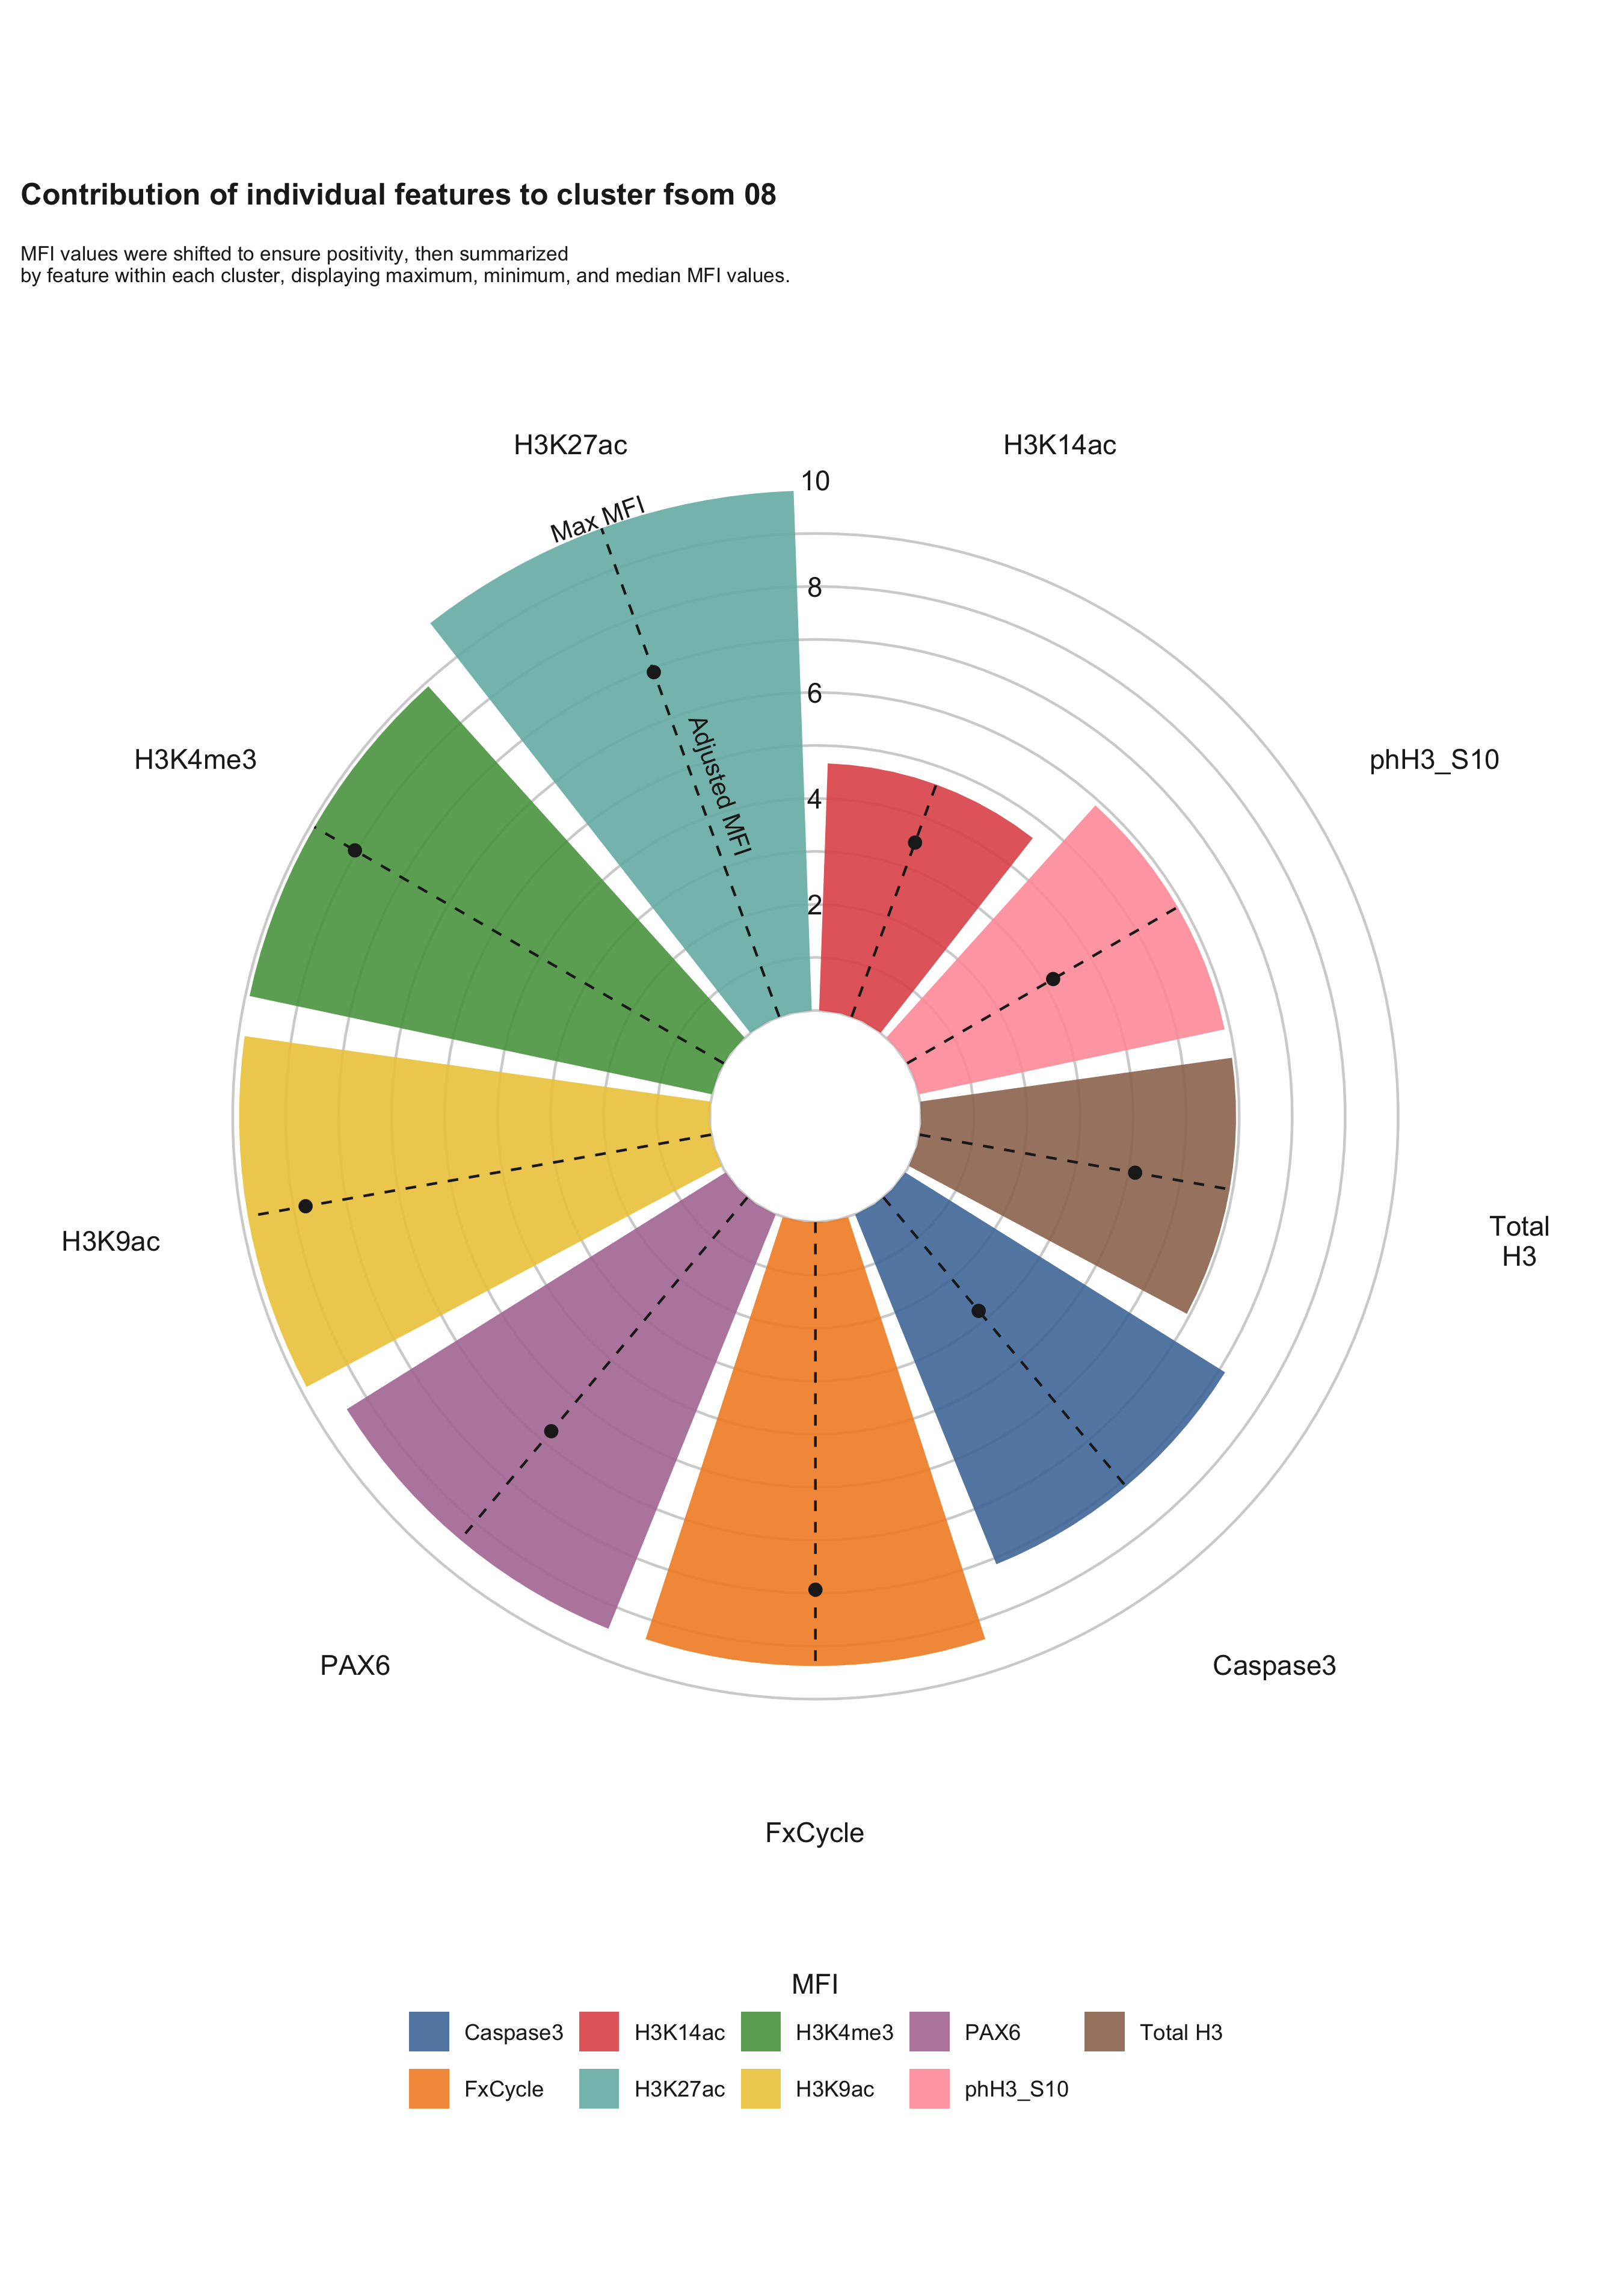 Contribution of individual features to cluster fsom 08
MFI values were shifted to ensure positivity, then summarized
by feature within each cluster, displaying maximum, minimum, and median MFI values.
H3K27ac
H3K14ac
10
Max MFI
8
6
Adjusted MFI
4
2
H3K4me3
phH3_S10
H3K9ac
Total
H3
PAX6
Caspase3
FxCycle
MFI
Caspase3
H3K14ac
H3K4me3
PAX6
Total H3
FxCycle
H3K27ac
H3K9ac
phH3_S10